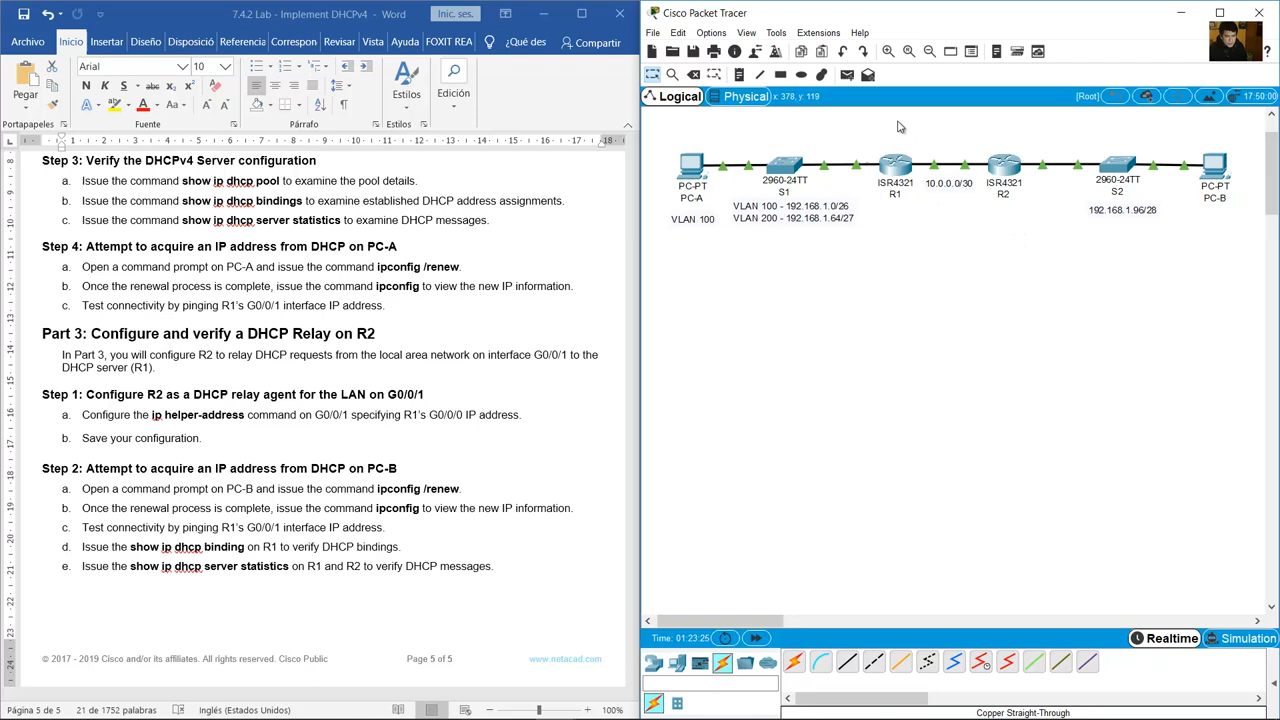 7.4.2 Lab - Implement DHCPv4 - Word
Inic. ses.
Archivo Inicio Insertar Diseño Disposició Referencia Correspon Revisar Vista Ayuda FOXIT REA ¿Qué des Compartir
Pegar
Arial 10
N K S
Aa
Estilos
Edición
Portapapeles
Fuente
Párrafo
Estilos
Step 3: Verify the DHCPv4 Server configuration
a. Issue the command show ip dhcp pool to examine the pool details.
b. Issue the command show ip dhcp bindings to examine established DHCP address assignments.
c. Issue the command show ip dhcp server statistics to examine DHCP messages.
Step 4: Attempt to acquire an IP address from DHCP on PC-A
a. Open a command prompt on PC-A and issue the command ipconfig /renew.
b. Once the renewal process is complete, issue the command ipconfig to view the new IP information.
c. Test connectivity by pinging R1's G0/0/1 interface IP address.
Part 3: Configure and verify a DHCP Relay on R2
In Part 3, you will configure R2 to relay DHCP requests from the local area network on interface G0/0/1 to the
DHCP server (R1).
Step 1: Configure R2 as a DHCP relay agent for the LAN on G0/0/1
a. Configure the ip helper-address command on G0/0/1 specifying R1's G0/0/0 IP address.
b. Save your configuration.
Step 2: Attempt to acquire an IP address from DHCP on PC-B
a. Open a command prompt on PC-B and issue the command ipconfig /renew.
b. Once the renewal process is complete, issue the command ipconfig to view the new IP information.
c. Test connectivity by pinging R1's G0/0/1 interface IP address.
d. Issue the show ip dhcp binding on R1 to verify DHCP bindings.
e. Issue the show ip dhcp server statistics on R1 and R2 to verify DHCP messages.
© 2017 - 2019 Cisco and/or its affiliates. All rights reserved. Cisco Public Page 5 of 5 www.netacad.com
Página 5 de 5 21 de 1752 palabras Inglés (Estados Unidos) 100%
Cisco Packet Tracer
File Edit Options View Tools Extensions Help
Logical Physical x: 378, y: 119 [Root] 17:50:00
PC-PT
PC-A
VLAN 100
2960-24TT
S1
VLAN 100 - 192.168.1.0/26
VLAN 200 - 192.168.1.64/27
ISR4321
R1
10.0.0.0/30
ISR4321
R2
2960-24TT
S2
192.168.1.96/28
PC-PT
PC-B
Time: 01:23:25 Realtime Simulation
Copper Straight-Through